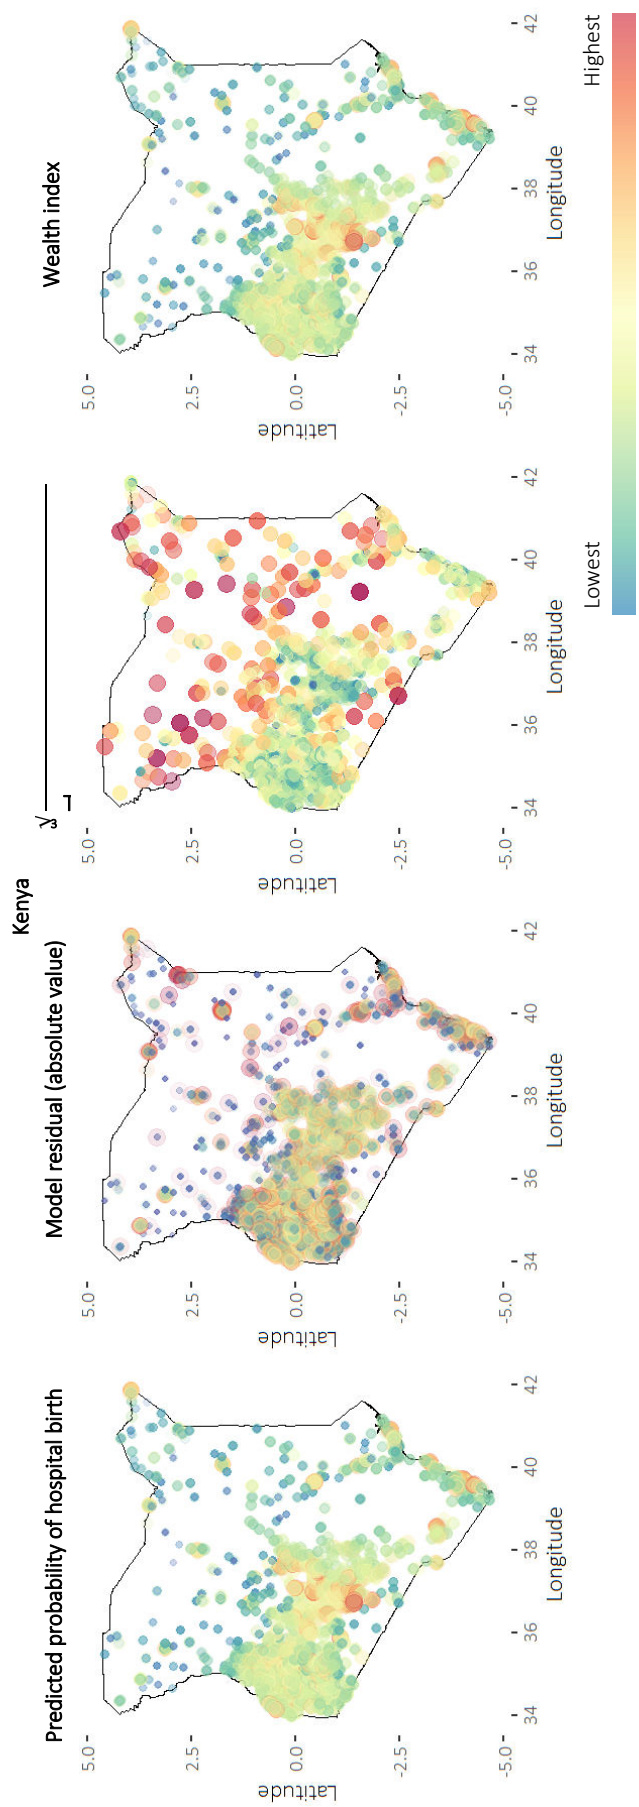 Kenya
Predicted probability of hospital birth
Latitude
5.0
2.5
0.0
-2.5
-5.0
34 36 38 40 42
Longitude
Model residual (absolute value)
Latitude
5.0
2.5
0.0
-2.5
-5.0
34 36 38 40 42
Longitude
Latitude
5.0
2.5
0.0
-2.5
-5.0
34 36 38 40 42
Longitude
Wealth index
Latitude
5.0
2.5
0.0
-2.5
-5.0
34 36 38 40 42
Longitude
Lowest Highest